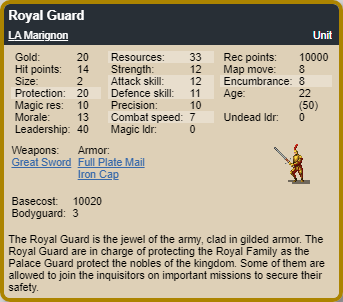 Royal Guard
LA Marignon Unit
Gold: 20 Resources: 33 Rec points: 10000
Hit points: 14 Strength: 12 Map move: 8
Size: 2 Attack skill: 12 Encumbrance: 8
Protection: 20 Defence skill: 11 Age: 22
Magic res: 10 Precision: 10 (50)
Morale: 13 Combat speed: 7 Undead ldr: 0
Leadership: 40 Magic ldr: 0
Weapons: Armor:
Great Sword Full Plate Mail
Iron Cap
Basecost: 10020
Bodyguard: 3
The Royal Guard is the jewel of the army, clad in gilded armor. The
Royal Guard are in charge of protecting the Royal Family as the
Palace Guard protect the nobles of the kingdom. Some of them are
allowed to join the inquisitors on important missions to secure their
safety.